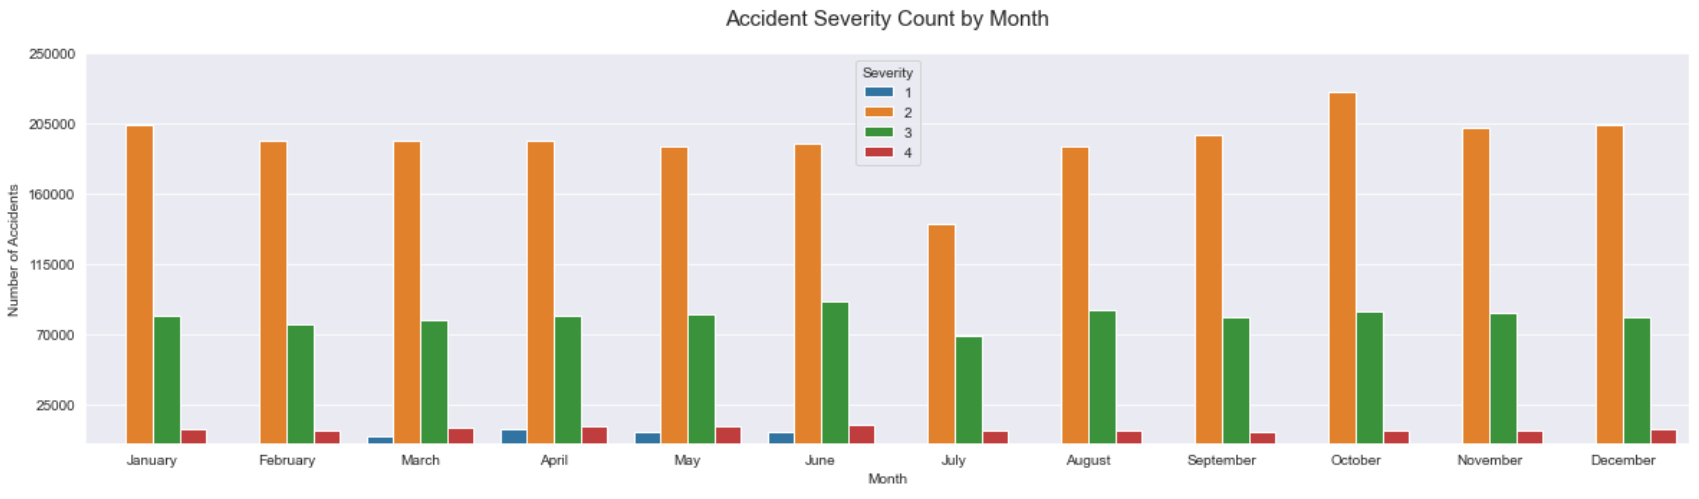 Accident Severity Count by Month
250000
205000
160000
115000
70000
25000
Number of Accidents
Severity
1
2
3
4
January February March April May June July August September October November December
Month